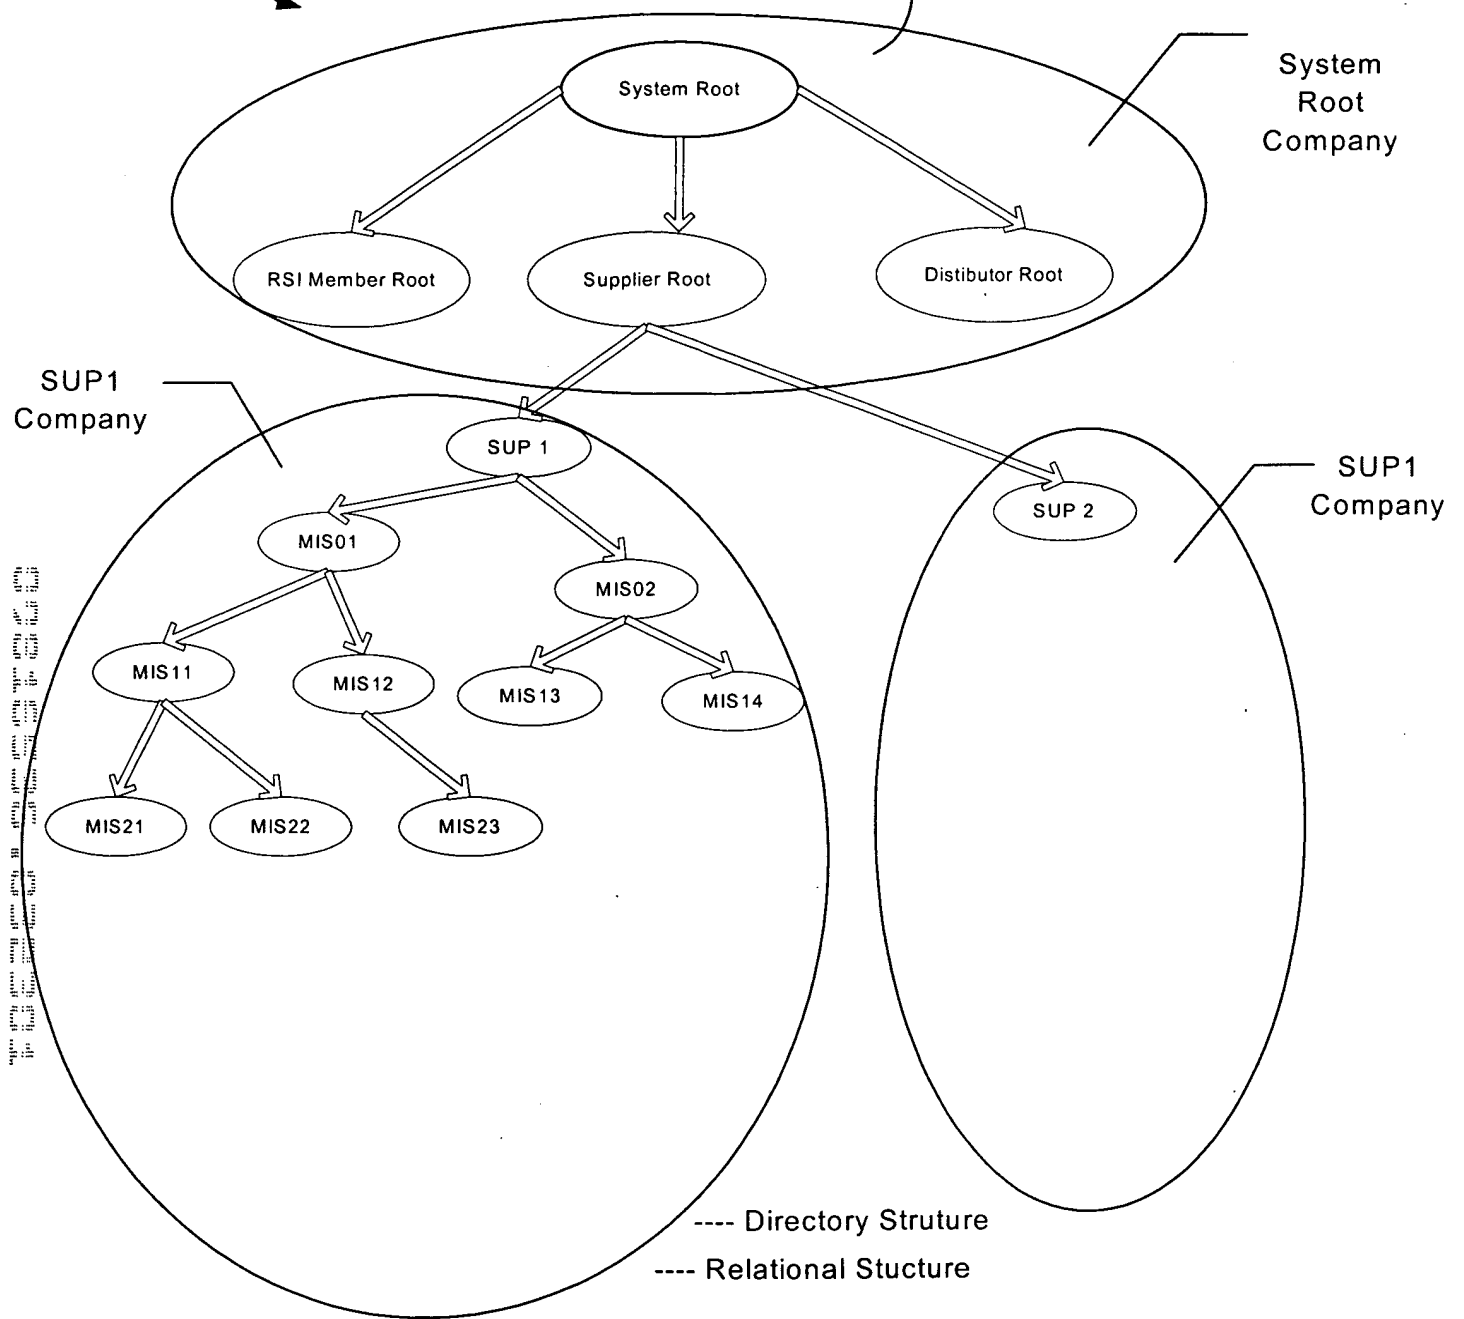 System Root
System
Root
Company
RSI Member Root
Supplier Root
Distibutor Root
SUP1
Company
SUP 1
SUP1
Company
SUP 2
MIS01
MIS02
MIS11
MIS12
MIS13
MIS14
MIS21
MIS22
MIS23
---- Directory Struture
---- Relational Stucture